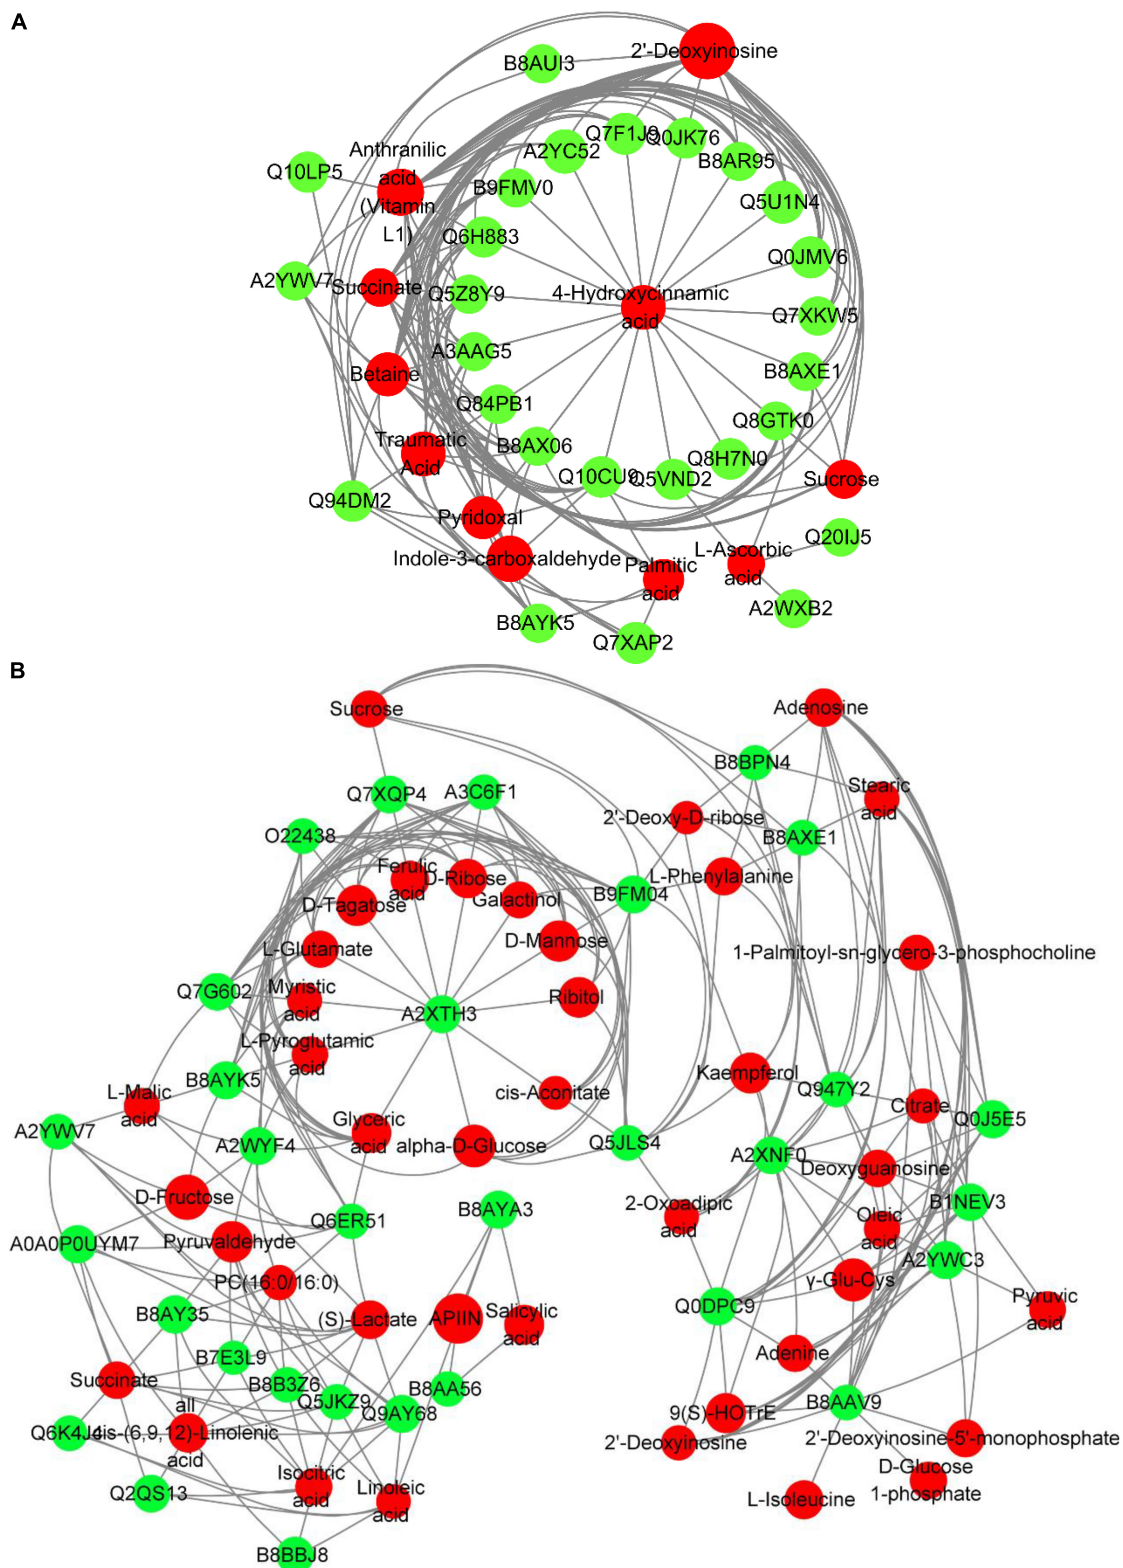 A
2'-Deoxyinosine
B8AUI3
Q7F1J9
Q0JK76
A2YC52
B8AR95
Anthranilic
acid
(Vitamin
L1)
Q10LP5
B9FMV0
Q5U1N4
Q6H883
Q0JMV6
A2YWV7
Succinate
Q5Z8Y9
4-Hydroxycinnamic
acid
Q7XKW5
A3AAG5
Betaine
B8AXE1
Q84PB1
Q8GTK0
Traumatic
Acid
B8AX06
Q8H7N0
Q10CU9
Q5VND2
Sucrose
Q94DM2
Pyridoxal
Q20IJ5
Indole-3-carboxaldehyde
Palmitic
acid
L-Ascorbic
acid
A2WXB2
B8AYK5
Q7XAP2
B
Sucrose
Adenosine
B8BPN4
Q7XQP4
A3C6F1
Stearic
acid
2'-Deoxy-D-ribose
O22438
B8AXE1
Ferulic
acid
D-Ribose
L-Phenylalanine
D-Tagatose
Galactinol
B9FM04
L-Glutamate
D-Mannose
1-Palmitoyl-sn-glycero-3-phosphocholine
Q7G602
Myristic
acid
Ribitol
A2XTH3
L-Pyroglutamic
acid
B8AYK5
Kaempferol
Q947Y2
L-Malic
acid
cis-Aconitate
Citrate
Q0J5E5
A2YWV7
A2WYF4
Glyceric
acid
alpha-D-Glucose
Q5JLS4
A2XNF0
Deoxyguanosine
D-Fructose
B8AYA3
2-Oxoadipic
acid
B1NEV3
Q6ER51
Oleic
acid
A0A0P0UYM7
Pyruvaldehyde
A2YWC3
PC(16:0/16:0)
γ-Glu-Cys
B8AY35
(S)-Lactate
APIIN
Salicylic
acid
Q0DPC9
Pyruvic
acid
B7E3L9
Adenine
Succinate
B8B3Z6
Q5JKZ9
B8AA56
all
cis-(6,9,12)-Linolenic
acid
Q9AY68
9(S)-HOTrE
B8AAV9
Q6K4J4
2'-Deoxyinosine
2'-Deoxyinosine-5'-monophosphate
Isocitric
acid
Linoleic
acid
D-Glucose
1-phosphate
Q2QS13
L-Isoleucine
B8BBJ8